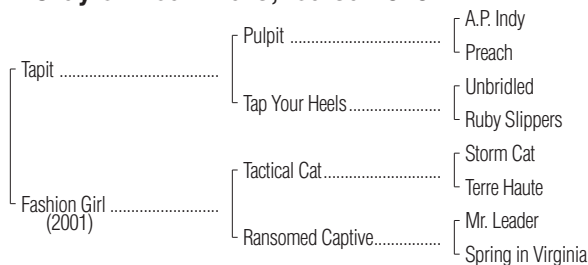 A.P. Indy
Pulpit ..............................
Preach
Tapit ...................................
Unbridled
Tap Your Heels.....................
Ruby Slippers
Storm Cat
Tactical Cat..........................
Terre Haute
Fashion Girl ........................
(2001)
Mr. Leader
Ransomed Captive...............
Spring in Virginia